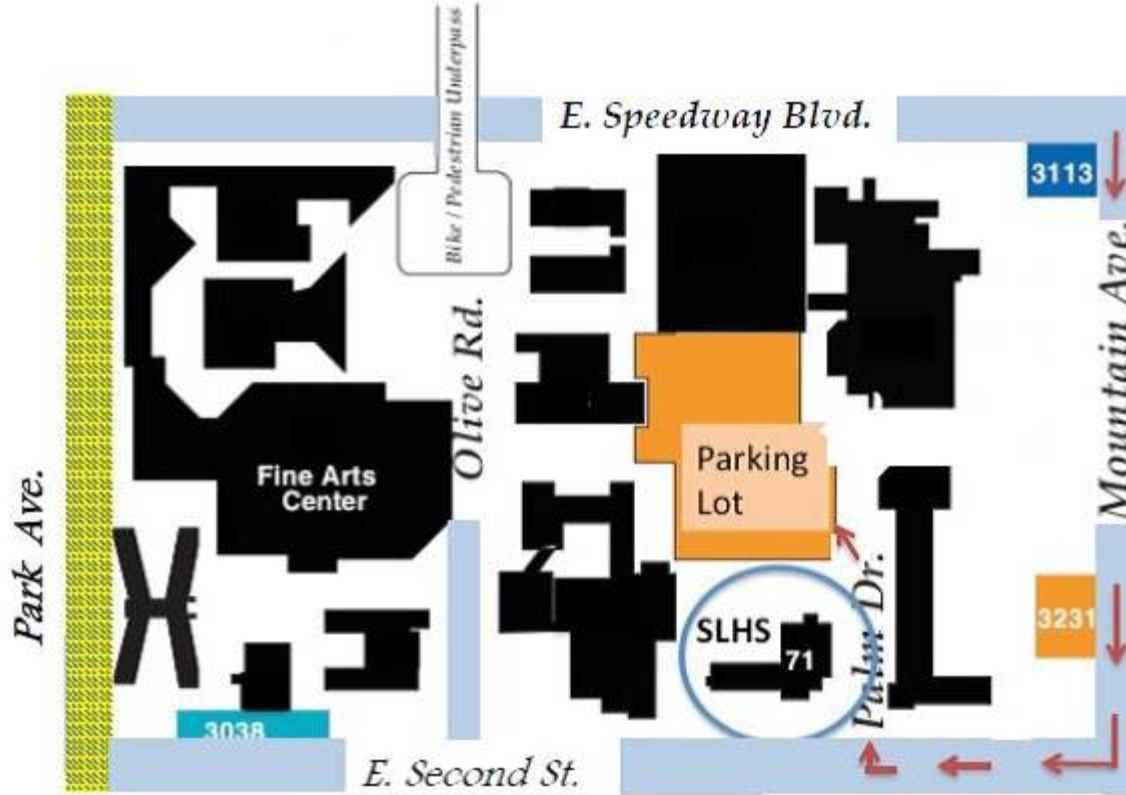 Bike / Pedestrian Underpass
E. Speedway Blvd.
3113
Mountain Ave.
Olive Rd.
Parking
Lot
Fine Arts
Center
Park Ave.
Palm Dr.
3231
SLHS
71
3038
E. Second St.